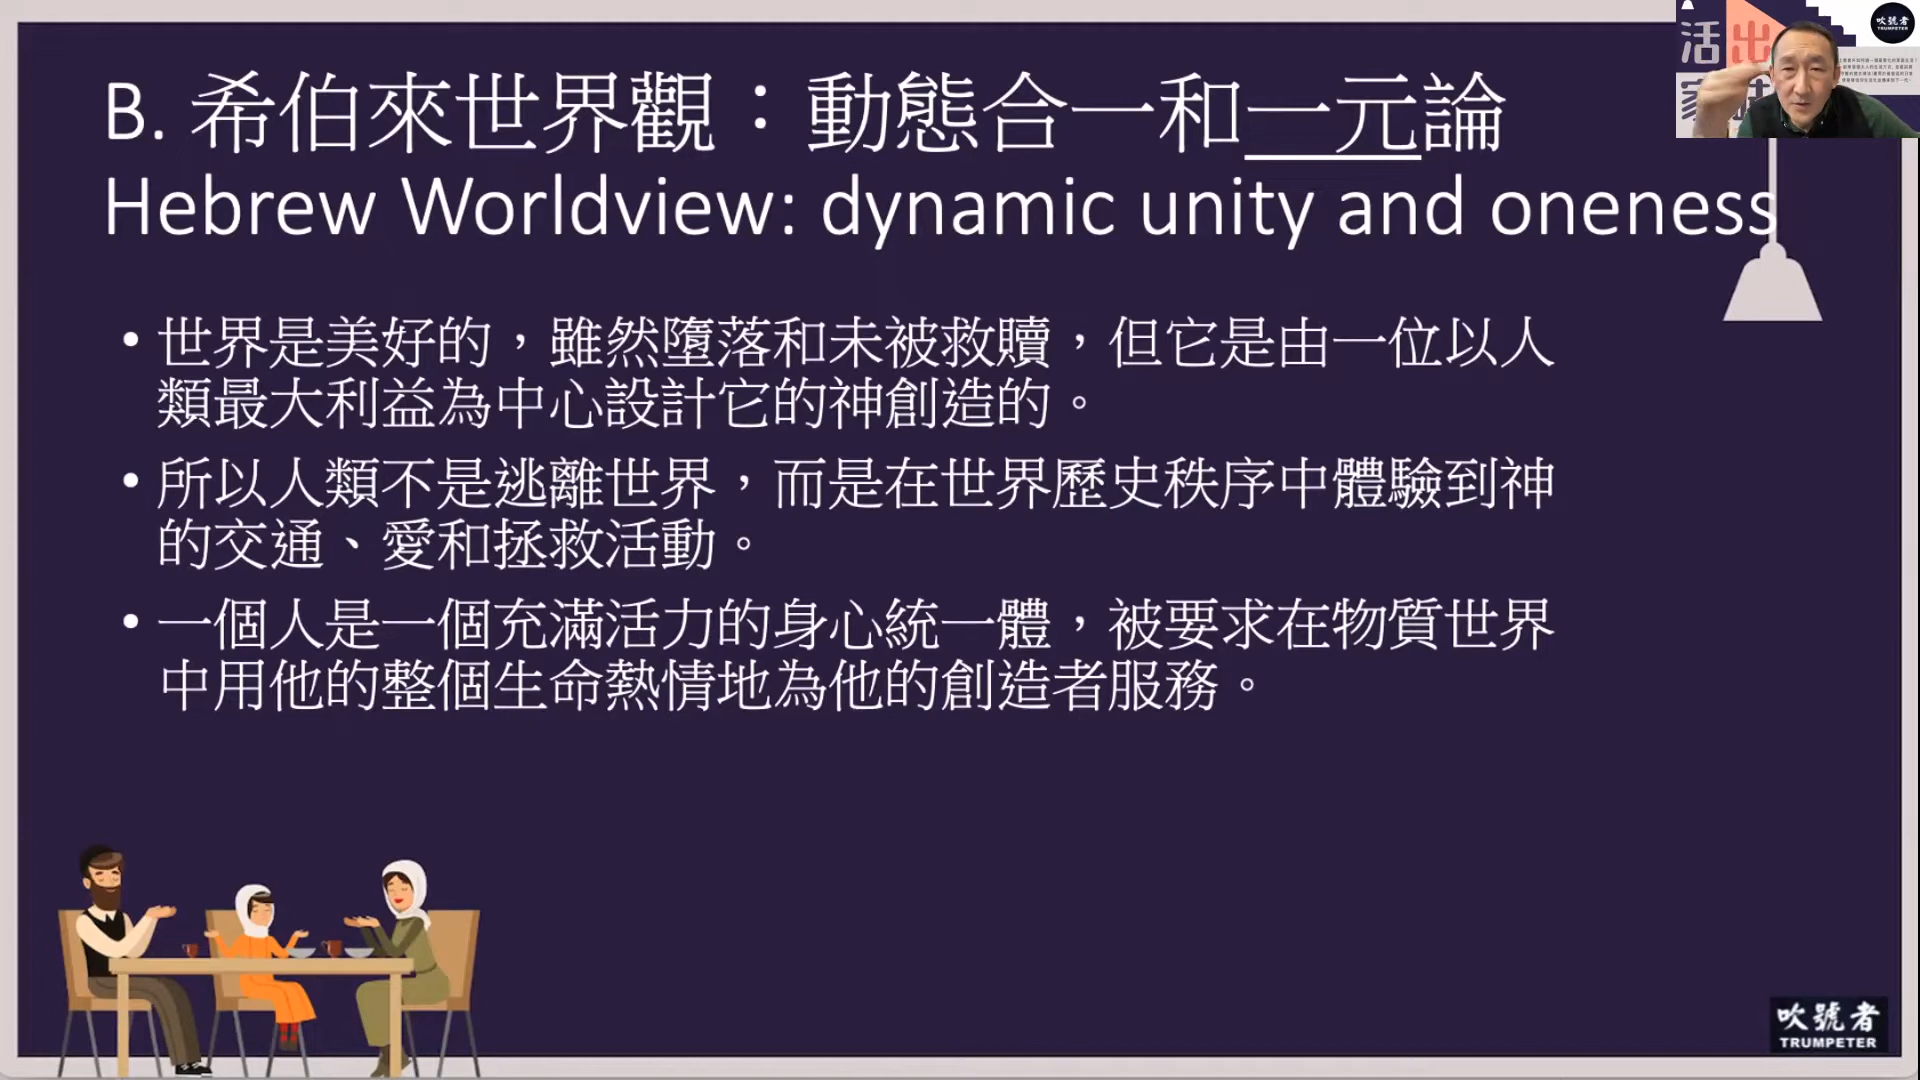 B. 希伯來世界觀：動態合一和一元論
Hebrew Worldview: dynamic unity and oneness
• 世界是美好的，雖然墮落和未被救贖，但它是由一位以人
類最大利益為中心設計它的神創造的。
• 所以人類不是逃離世界，而是在世界歷史秩序中體驗到神
的交通、愛和拯救活動。
• 一個人是一個充滿活力的身心統一體，被要求在物質世界
中用他的整個生命熱情地為他的創造者服務。
活出
家
吹號者
TRUMPETER
吹號者
TRUMPETER